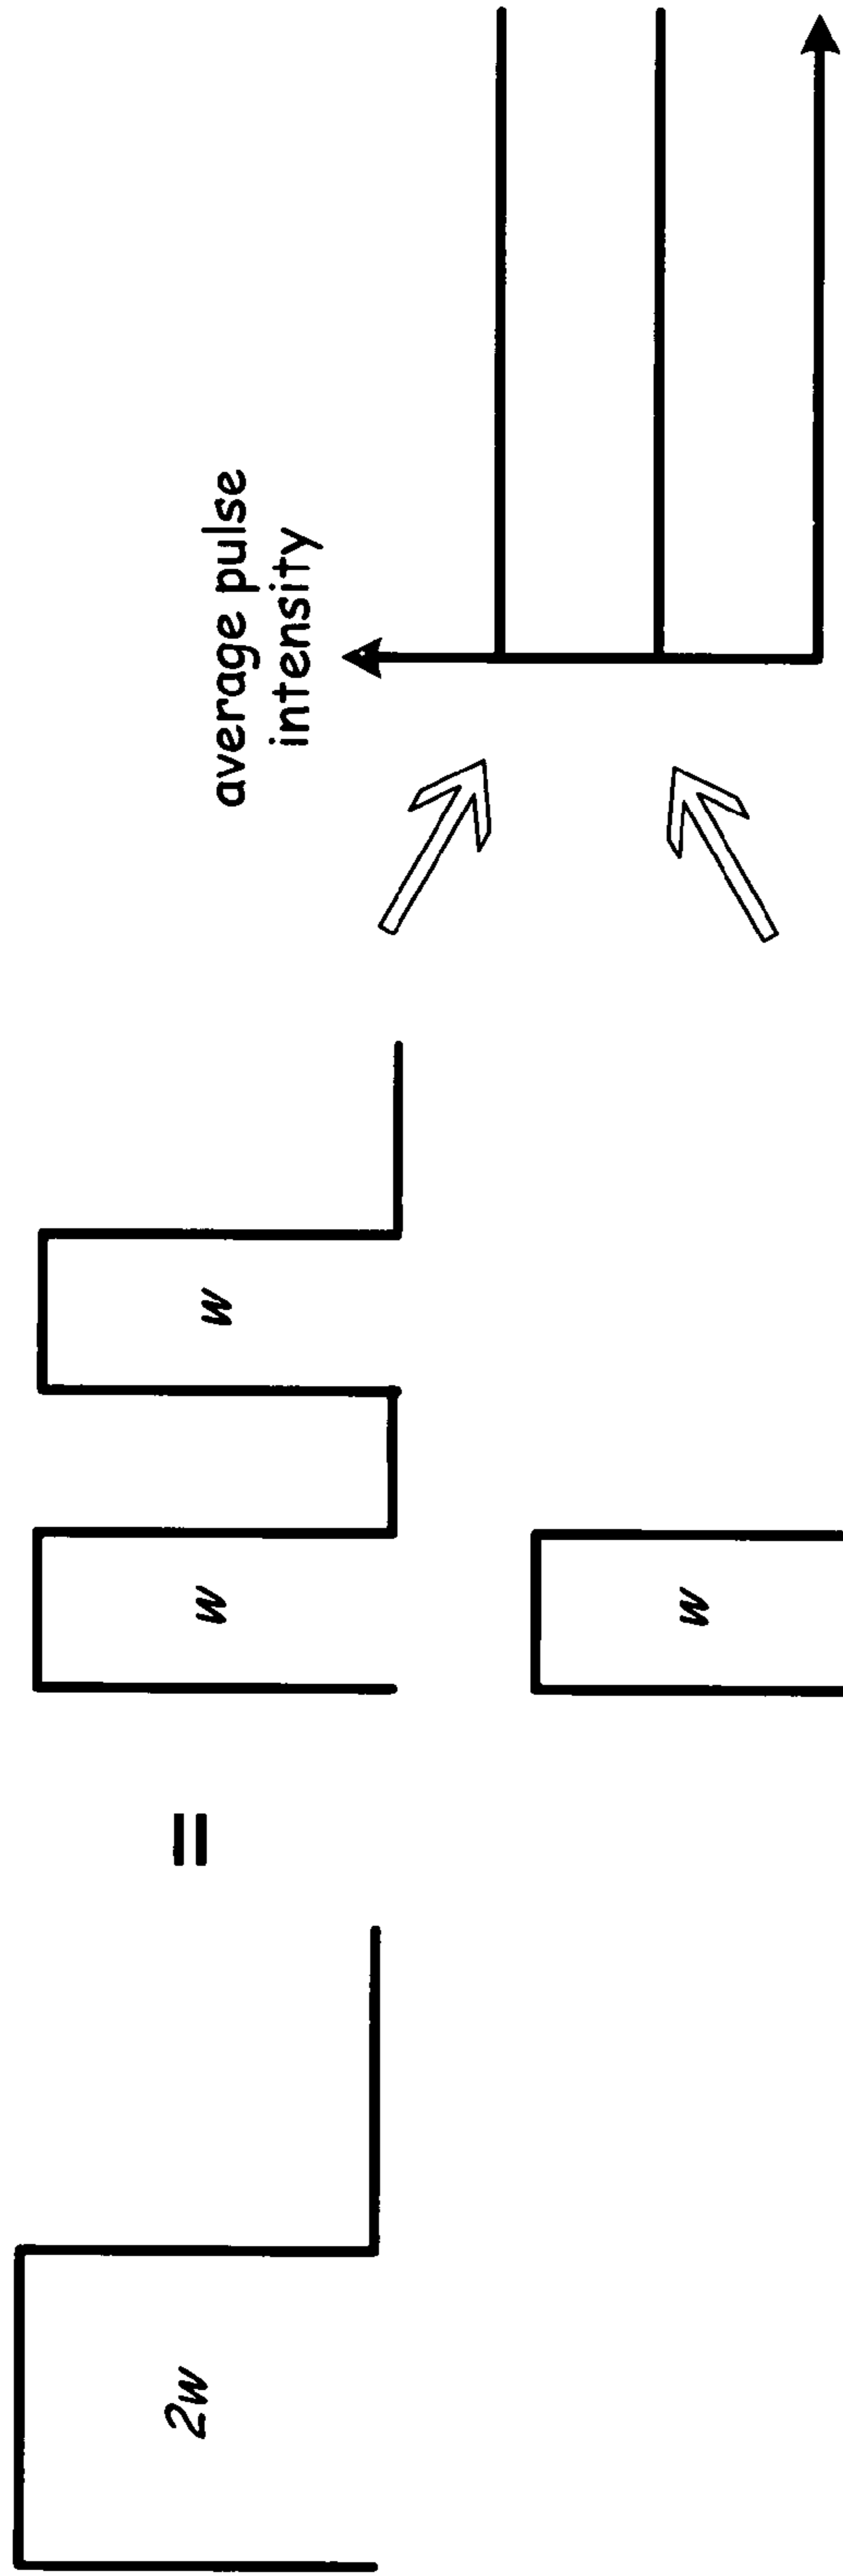 2w
=
w
w
w
average pulse
intensity